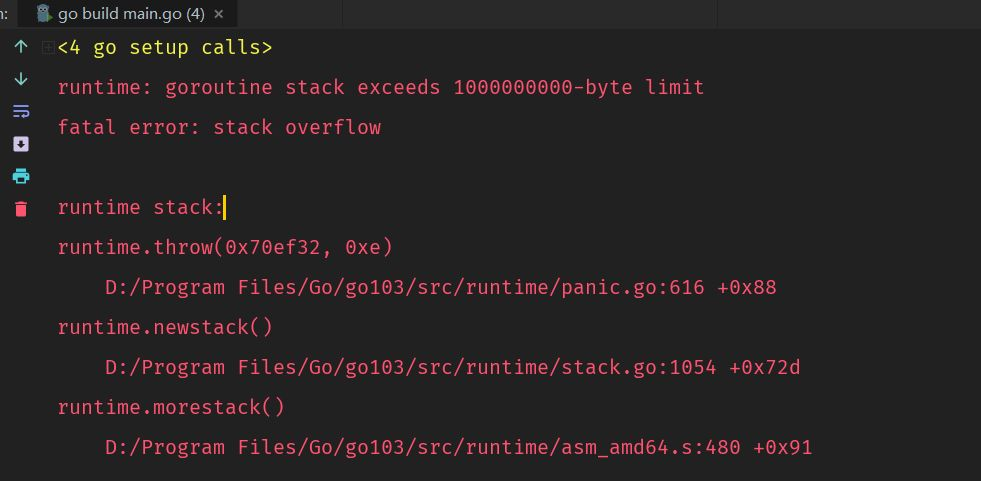 n:
go build main.go (4) ×
<4 go setup calls>
runtime: goroutine stack exceeds 1000000000-byte limit
fatal error: stack overflow
runtime stack:
runtime.throw(0x70ef32, 0xe)
D:/Program Files/Go/go103/src/runtime/panic.go:616 +0x88
runtime.newstack()
D:/Program Files/Go/go103/src/runtime/stack.go:1054 +0x72d
runtime.morestack()
D:/Program Files/Go/go103/src/runtime/asm_amd64.s:480 +0x91